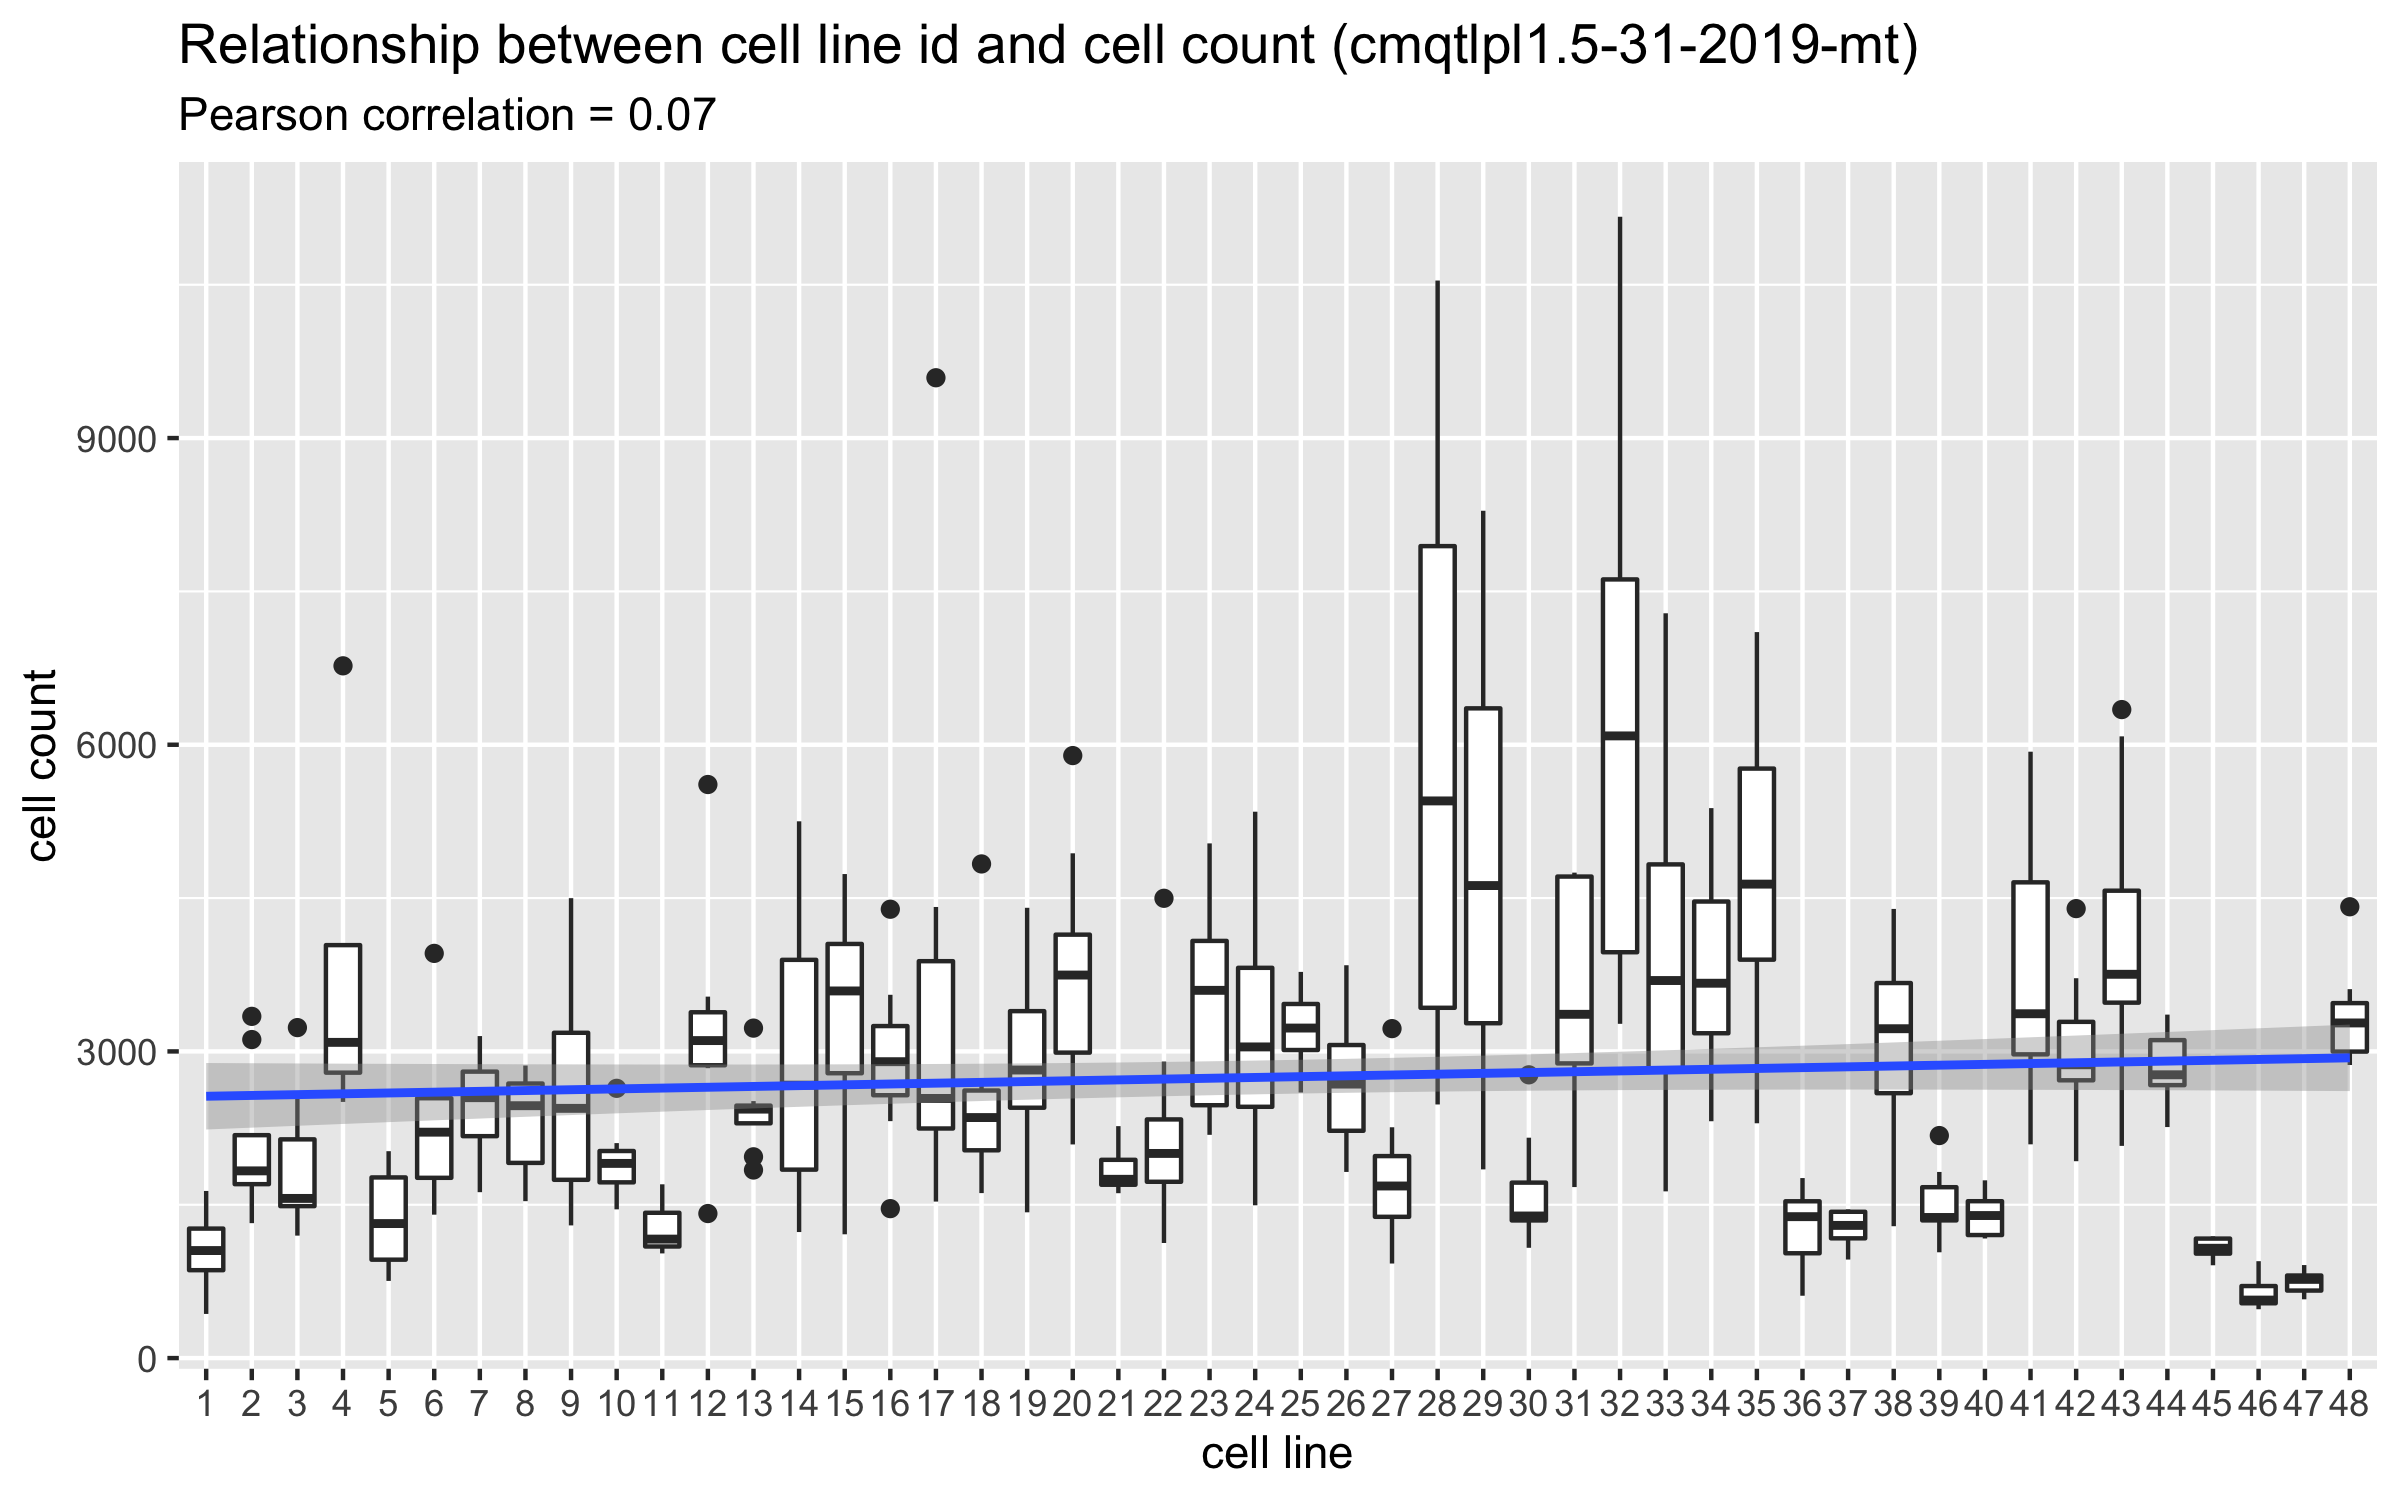 Relationship between cell line id and cell count (cmqtlpl1.5-31-2019-mt)
Pearson correlation = 0.07
cell count
9000
6000
3000
0
1 2 3 4 5 6 7 8 9 10 11 12 13 14 15 16 17 18 19 20 21 22 23 24 25 26 27 28 29 30 31 32 33 34 35 36 37 38 39 40 41 42 43 44 45 46 47 48
cell line